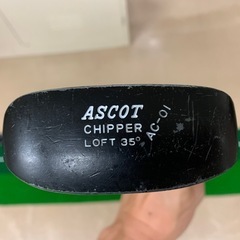 ASCOT
CHIPPER
LOFT 35°
AC-01